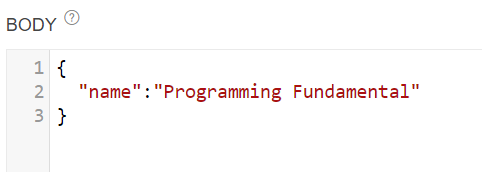 BODY ?
1 {
2 "name":"Programming Fundamental"
3 }